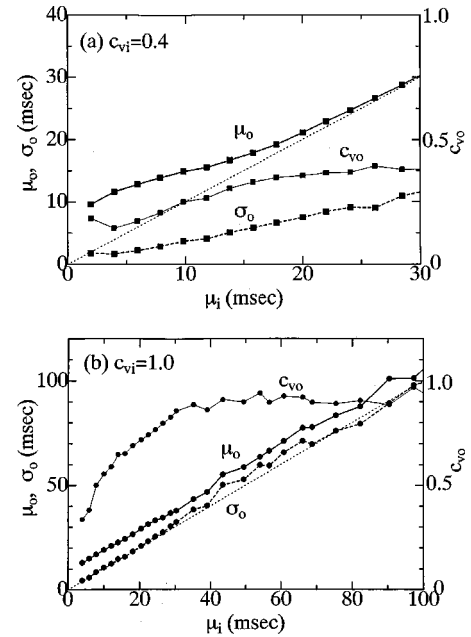 (a) c_vi=0.4
40
30
20
10
0
μ_o, σ_o (msec)
1.0
0.5
0
c_vo
μ_o
c_vo
σ_o
0 10 20 30
μ_i (msec)
(b) c_vi=1.0
100
50
0
μ_o, σ_o (msec)
1.0
0.5
0
c_vo
c_vo
μ_o
σ_o
0 20 40 60 80 100
μ_i (msec)